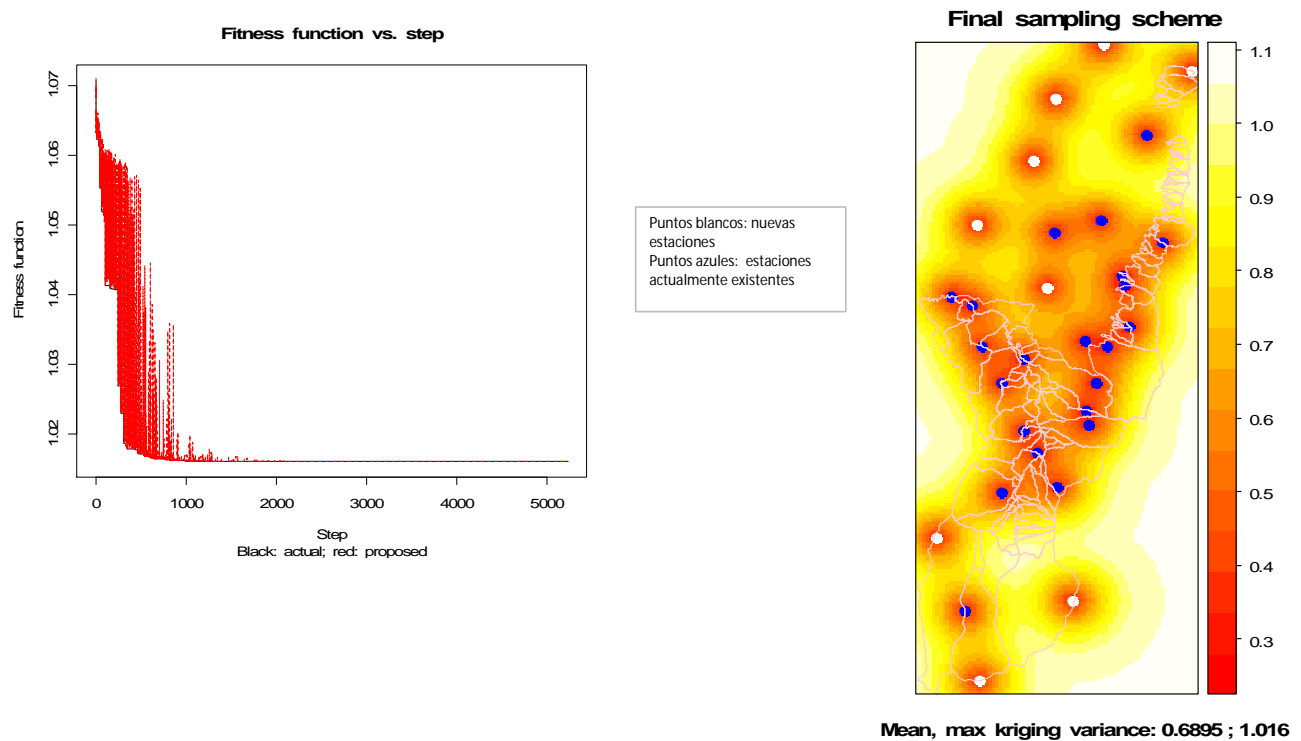 Fitness function vs. step
Fitness function
1.07
1.06
1.05
1.04
1.03
1.02
0
1000
2000
3000
4000
5000
Step
Black: actual; red: proposed
Puntos blancos: nuevas
estaciones
Puntos azules: estaciones
actualmente existentes
Final sampling scheme
1.1
1.0
0.9
0.8
0.7
0.6
0.5
0.4
0.3
Mean, max kriging variance: 0.6895 ; 1.016